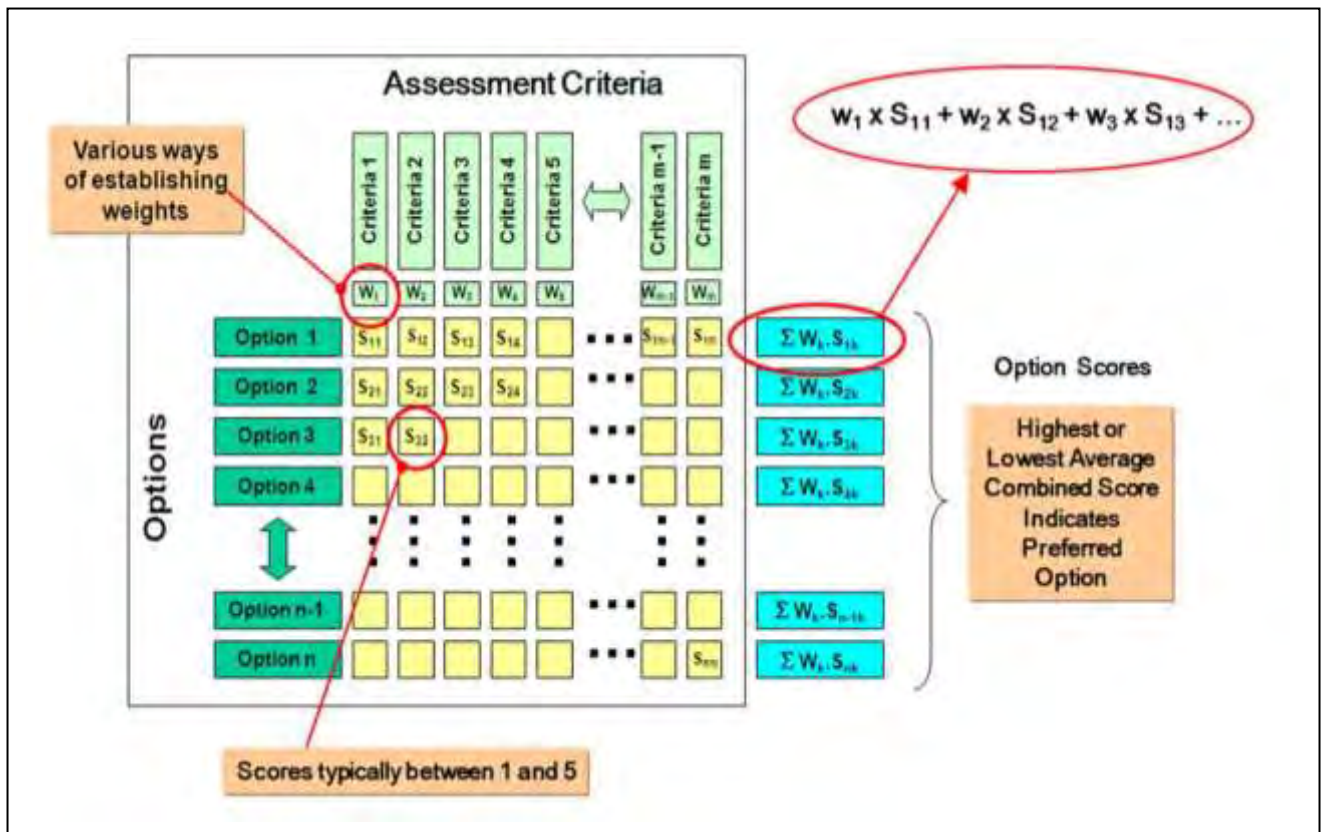 Assessment Criteria
w₁ x S₁₁ + w₂ x S₁₂ + w₃ x S₁₃ + ...
Various ways
of establishing
weights
Criteria 1
Criteria 2
Criteria 3
Criteria 4
Criteria 5
Criteria m-1
Criteria m
W₁ W₂ W₃ W₄ W₅ Wₘ₋₁ Wₘ
Option 1 S₁₁ S₁₂ S₁₃ S₁₄ S₁ₘ₋₁ S₁ₘ Σ Wₖ.S₁ₖ
Option 2 S₂₁ S₂₂ S₂₃ S₂₄ Σ Wₖ.S₂ₖ
Option 3 S₃₁ S₃₂ Σ Wₖ.S₃ₖ
Option 4 Σ Wₖ.S₄ₖ
Option n-1 Σ Wₖ.Sₙ₋₁ₖ
Option n Sₙₘ Σ Wₖ.Sₙₖ
Options
Option Scores
Highest or
Lowest Average
Combined Score
Indicates
Preferred
Option
Scores typically between 1 and 5